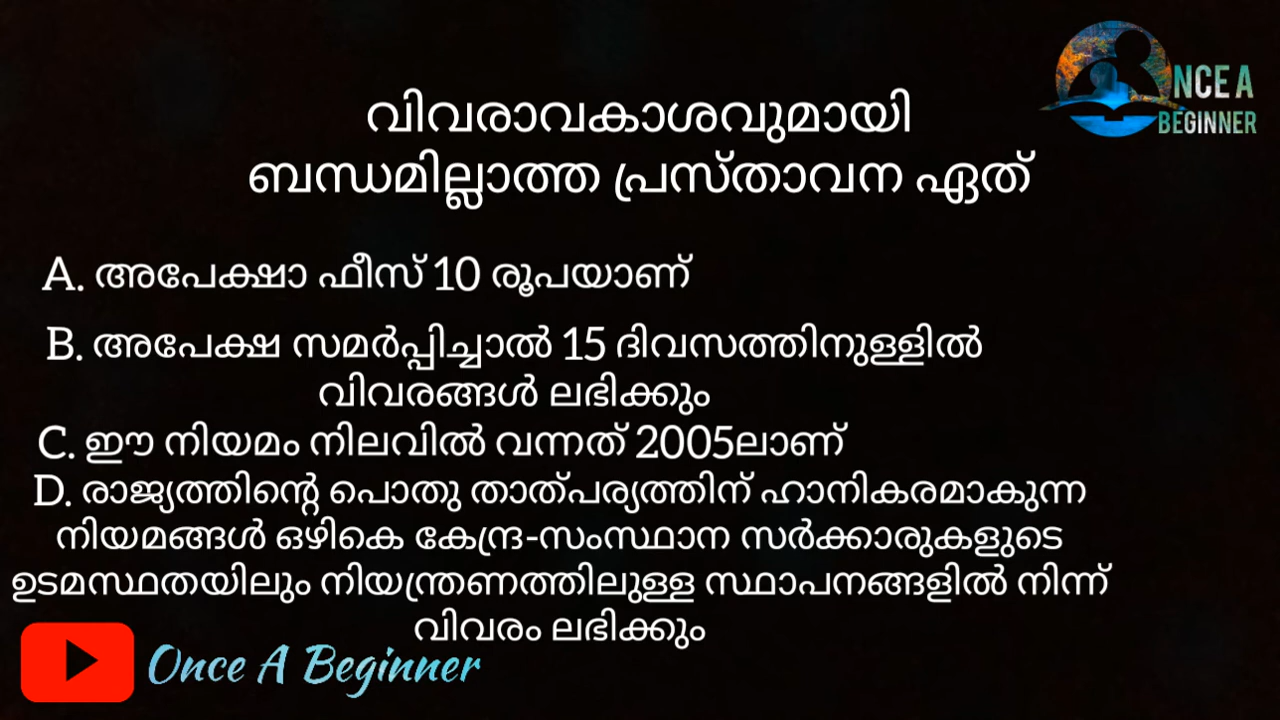 NCE A
BEGINNER
വിവരാവകാശവുമായി
ബന്ധമില്ലാത്ത പ്രസ്താവന ഏത്
A. അപേക്ഷാ ഫീസ് 10 രൂപയാണ്
B. അപേക്ഷ സമർപ്പിച്ചാൽ 15 ദിവസത്തിനുള്ളിൽ
വിവരങ്ങൾ ലഭിക്കും
C. ഈ നിയമം നിലവിൽ വന്നത് 2005ലാണ്
D. രാജ്യത്തിന്റെ പൊതു താത്പര്യത്തിന് ഹാനികരമാകുന്ന
നിയമങ്ങൾ ഒഴികെ കേന്ദ്ര-സംസ്ഥാന സർക്കാരുകളുടെ
ഉടമസ്ഥതയിലും നിയന്ത്രണത്തിലുള്ള സ്ഥാപനങ്ങളിൽ നിന്ന്
വിവരം ലഭിക്കും
Once A Beginner